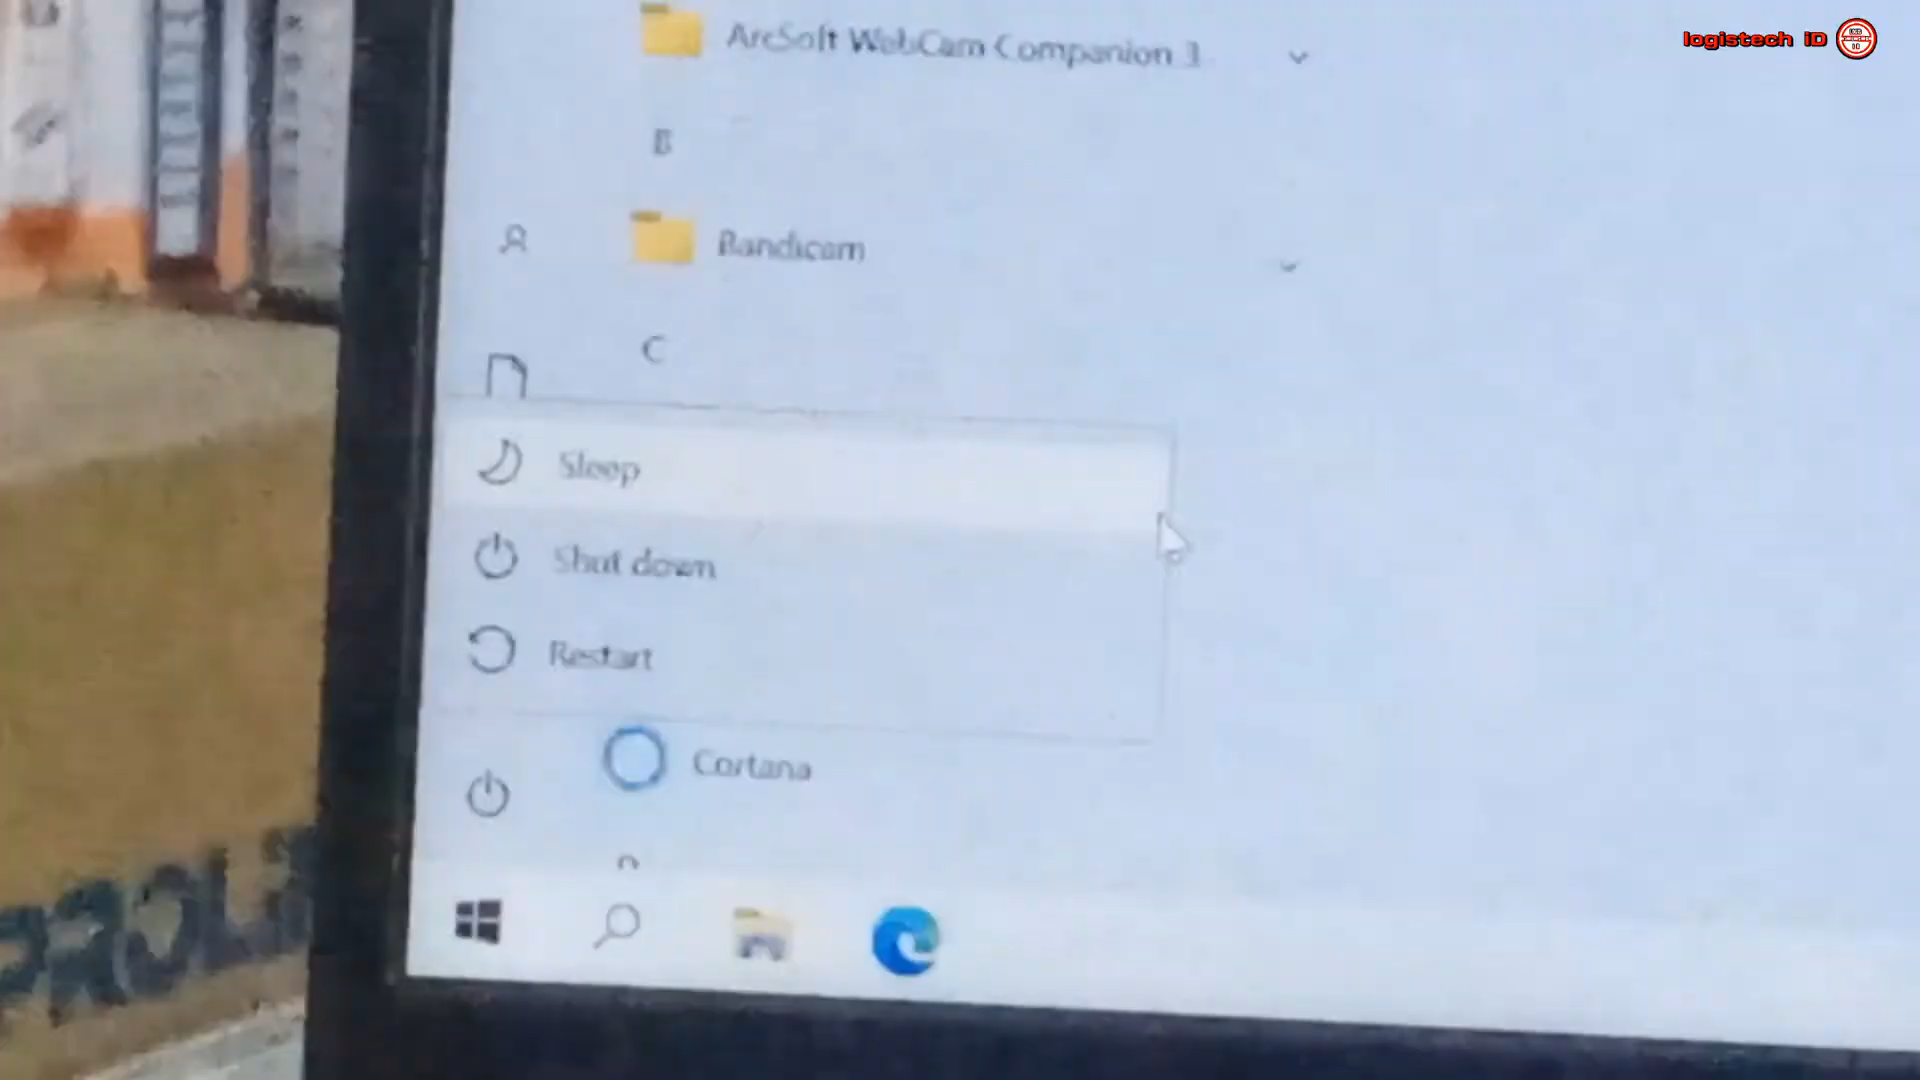 logistech iD
ArcSoft WebCam Companion 3
B
Bandicam
C
Sleep
Shut down
Restart
Cortana